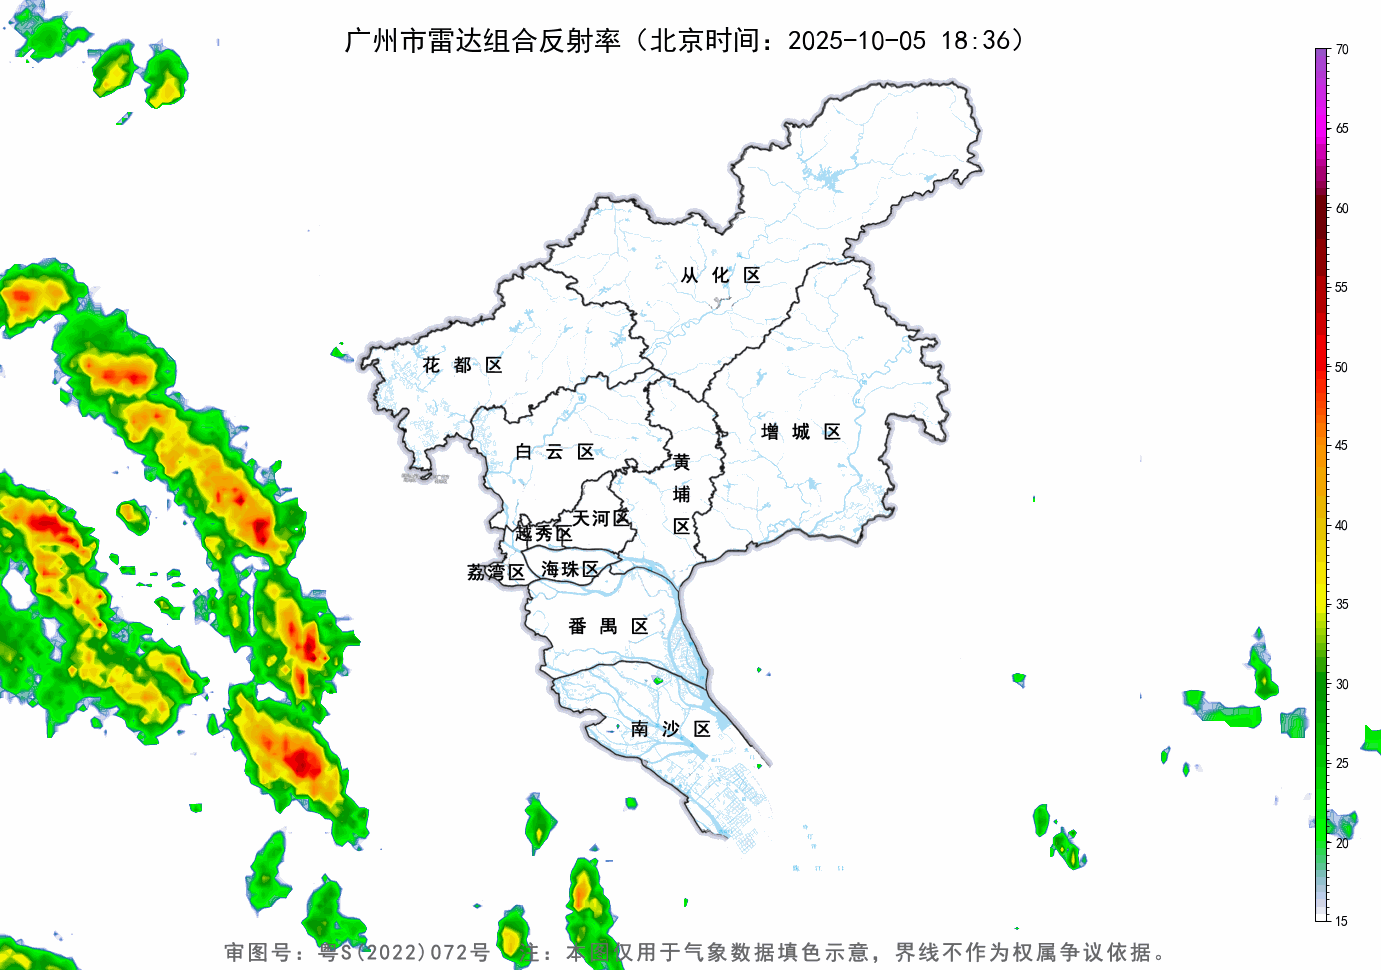 广州市雷达组合反射率（北京时间：2025-10-05 18:36）
70
65
60
55
50
45
40
35
30
25
20
15
从化区
花都区
增城区
白云区
黄埔区
天河区
越秀区
荔湾区
海珠区
番禺区
南沙区
审图号：粤S(2022)072号 注：本图仅用于气象数据填色示意，界线不作为权属争议依据。